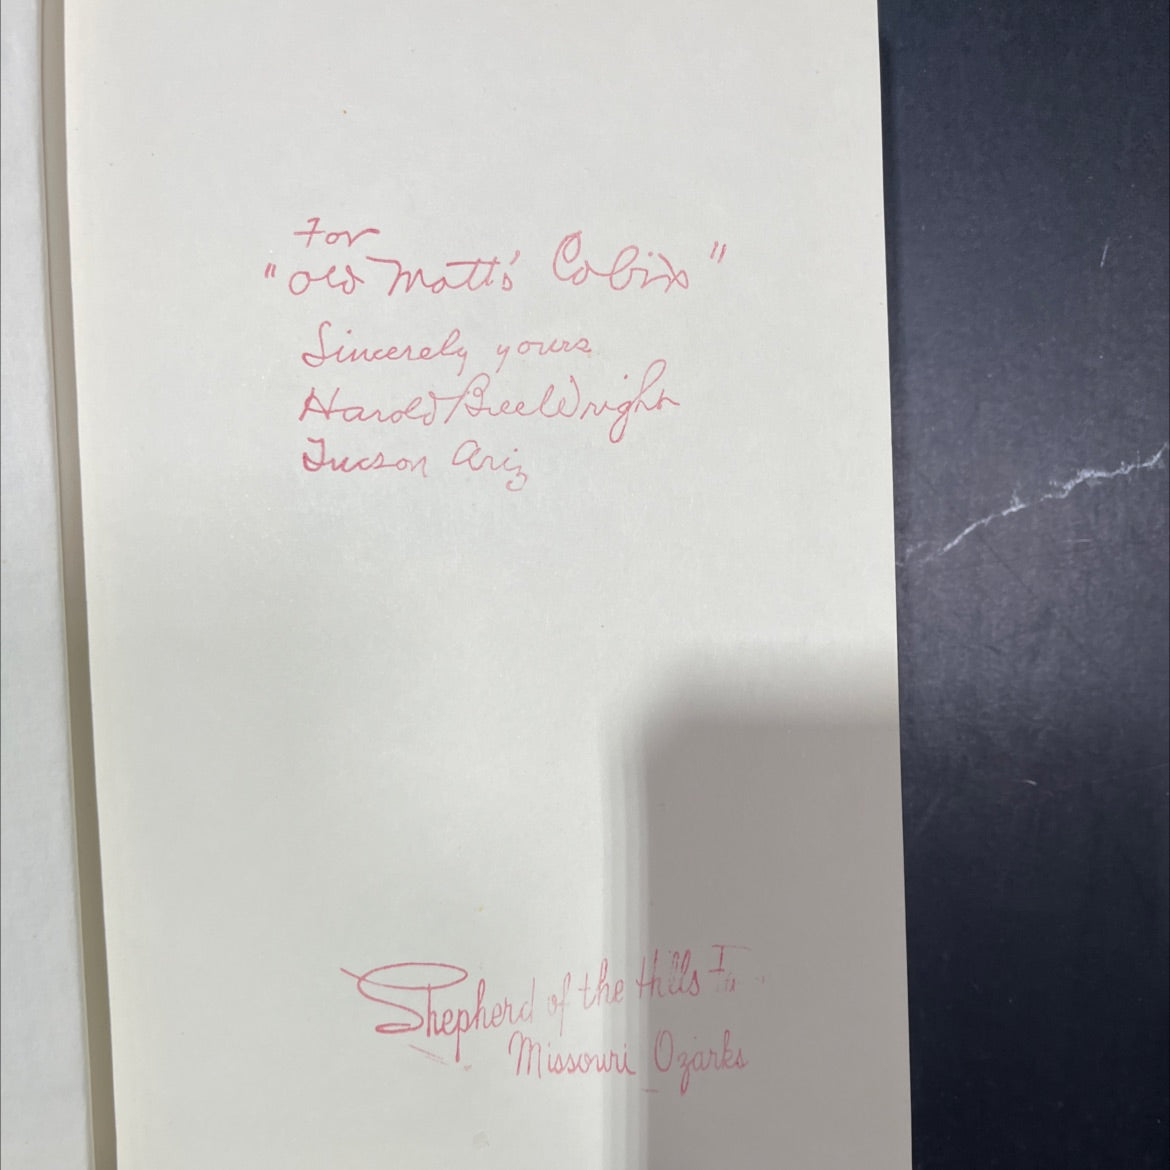 For
"Old Matt's Cabin"
Sincerely yours
Harold Bell Wright
Tucson Ariz
Shepherd of the Hills
Missouri Ozarks